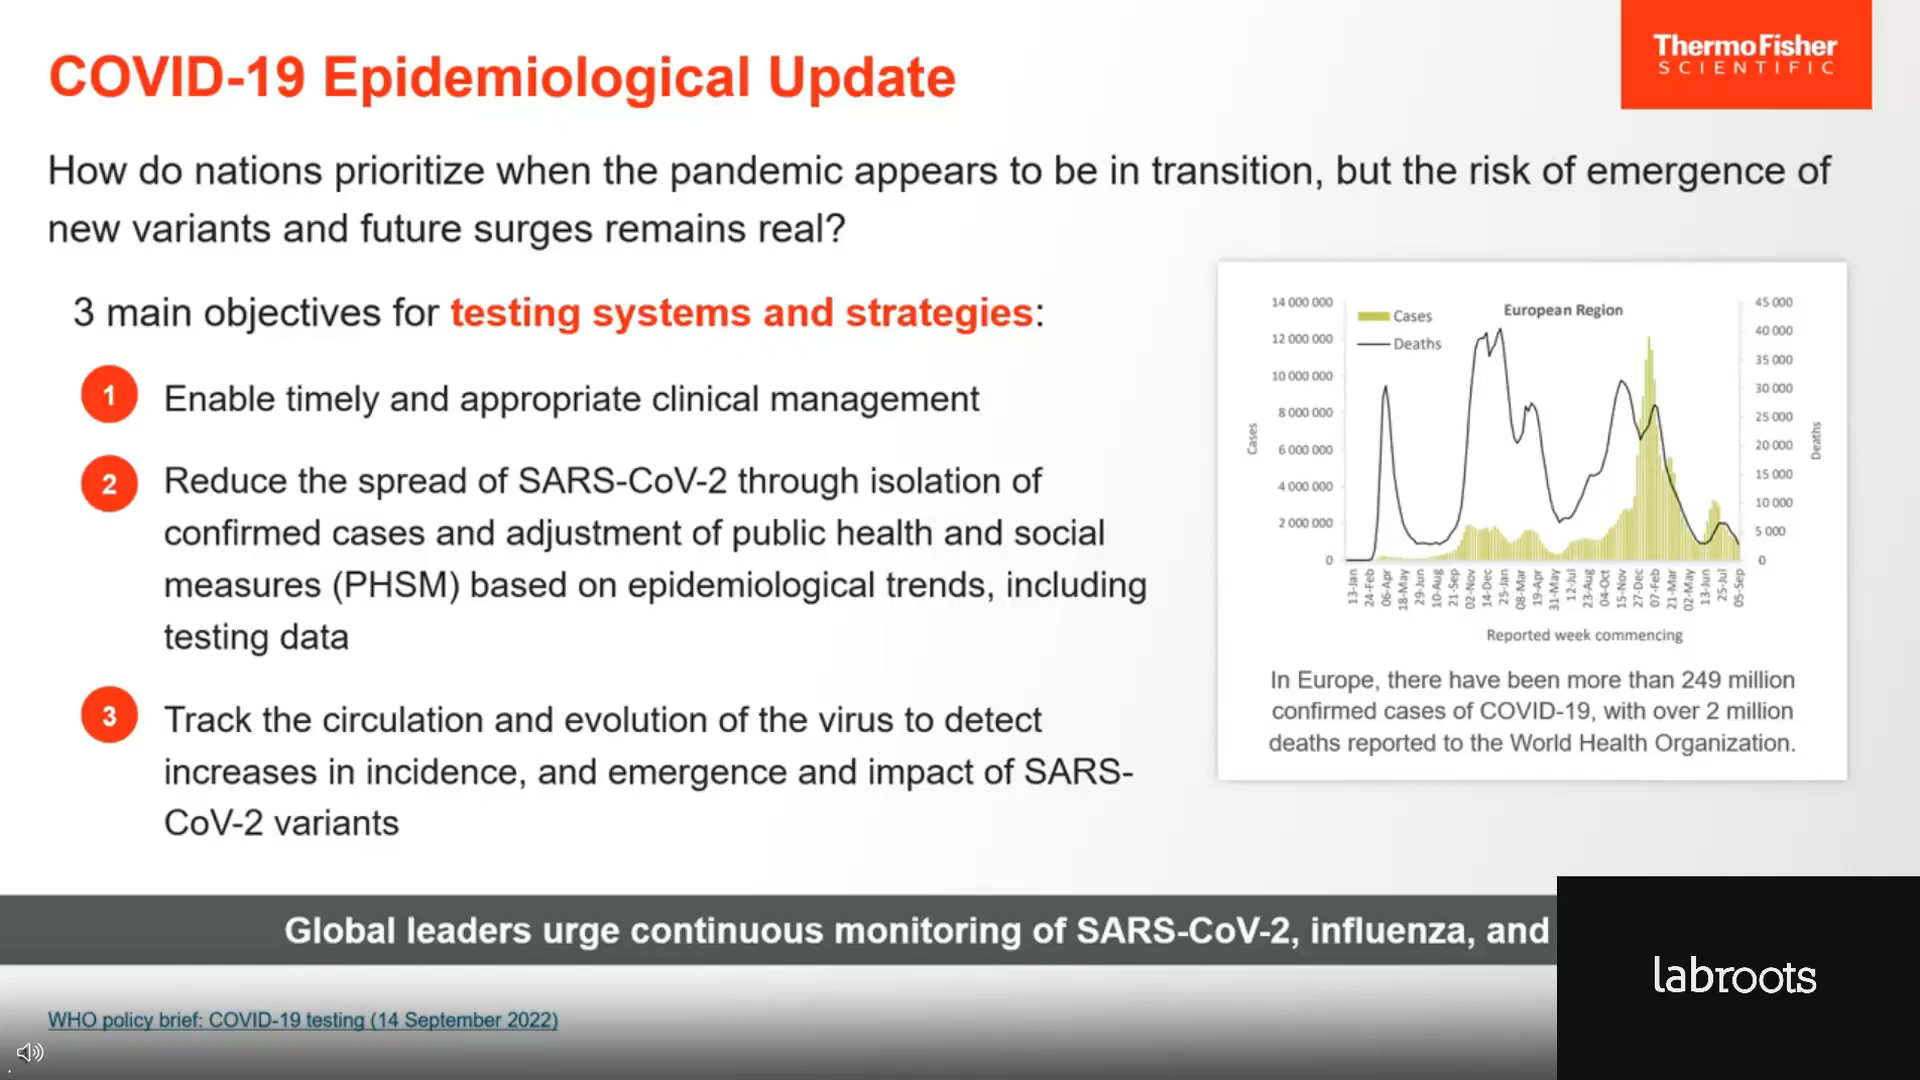 COVID-19 Epidemiological Update
ThermoFisher
SCIENTIFIC
How do nations prioritize when the pandemic appears to be in transition, but the risk of emergence of
new variants and future surges remains real?
3 main objectives for testing systems and strategies:
1 Enable timely and appropriate clinical management
2 Reduce the spread of SARS-CoV-2 through isolation of
confirmed cases and adjustment of public health and social
measures (PHSM) based on epidemiological trends, including
testing data
3 Track the circulation and evolution of the virus to detect
increases in incidence, and emergence and impact of SARS-
CoV-2 variants
European Region
Cases
Deaths
14 000 000
12 000 000
10 000 000
8 000 000
6 000 000
4 000 000
2 000 000
0
Cases
45 000
40 000
35 000
30 000
25 000
20 000
15 000
10 000
5 000
0
Deaths
13-Jan
24-Feb
06-Apr
18-May
29-Jun
10-Aug
21-Sep
02-Nov
14-Dec
25-Jan
08-Mar
19-Apr
31-May
12-Jul
23-Aug
04-Oct
15-Nov
27-Dec
07-Feb
21-Mar
02-May
13-Jun
25-Jul
05-Sep
Reported week commencing
In Europe, there have been more than 249 million
confirmed cases of COVID-19, with over 2 million
deaths reported to the World Health Organization.
Global leaders urge continuous monitoring of SARS-CoV-2, influenza, and
labroots
WHO policy brief: COVID-19 testing (14 September 2022)